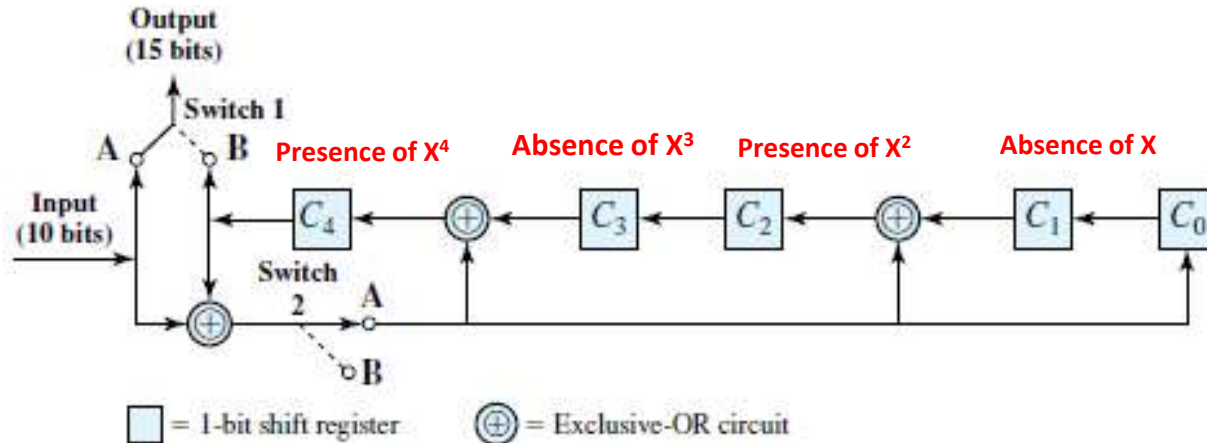 Output
(15 bits)
Switch 1
A
B
Presence of X⁴
Absence of X³
Presence of X²
Absence of X
Input
(10 bits)
C₄
C₃
C₂
C₁
C₀
Switch
2
A
B
= 1-bit shift register
= Exclusive-OR circuit